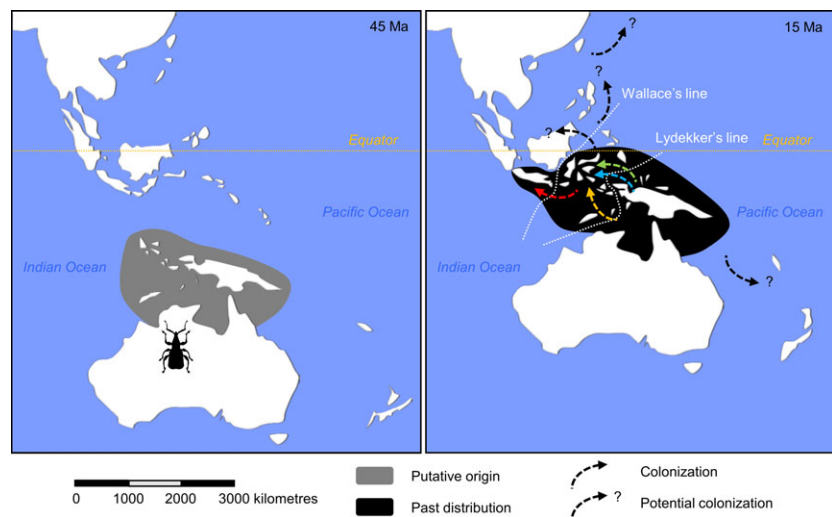 45 Ma
Equator
Pacific Ocean
Indian Ocean
15 Ma
?
?
Wallace's line
?
Lydekker's line
Equator
Pacific Ocean
Indian Ocean
?
0 1000 2000 3000 kilometres
Putative origin
Past distribution
Colonization
? Potential colonization